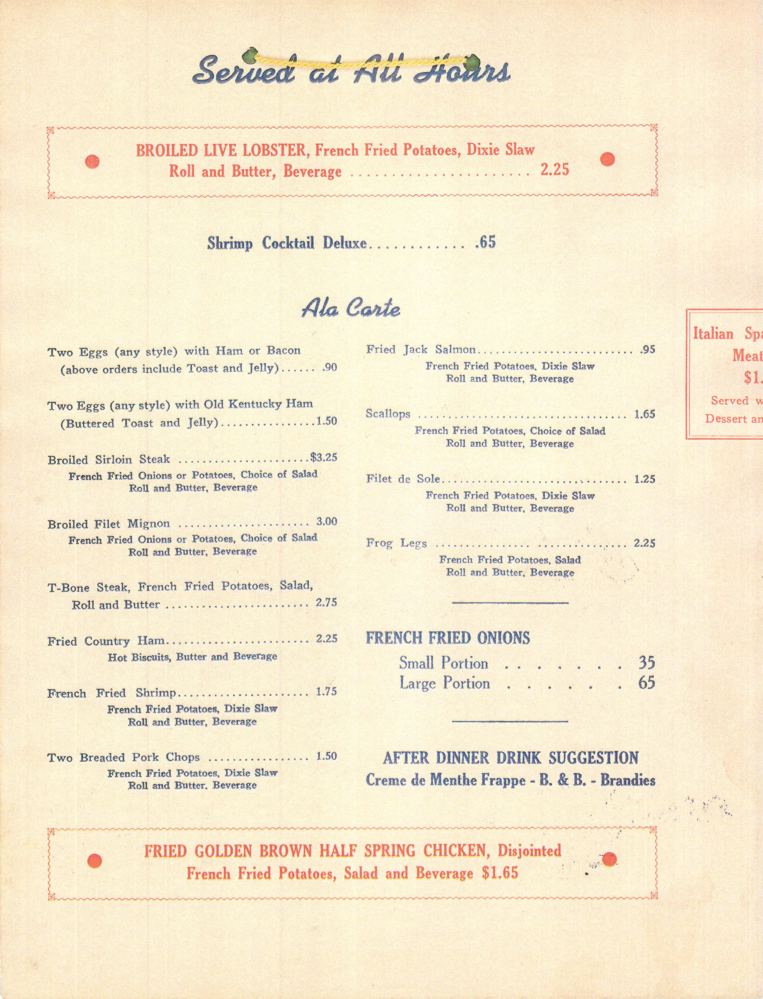 Served at All Hours
BROILED LIVE LOBSTER, French Fried Potatoes, Dixie Slaw
Roll and Butter, Beverage ...................... 2.25
Shrimp Cocktail Deluxe............ .65
Ala Carte
Two Eggs (any style) with Ham or Bacon
(above orders include Toast and Jelly)...... .90
Two Eggs (any style) with Old Kentucky Ham
(Buttered Toast and Jelly)...............1.50
Broiled Sirloin Steak .....................$3.25
French Fried Onions or Potatoes, Choice of Salad
Roll and Butter, Beverage
Broiled Filet Mignon ..................... 3.00
French Fried Onions or Potatoes, Choice of Salad
Roll and Butter, Beverage
T-Bone Steak, French Fried Potatoes, Salad,
Roll and Butter ....................... 2.75
Fried Country Ham....................... 2.25
Hot Biscuits, Butter and Beverage
French Fried Shrimp..................... 1.75
French Fried Potatoes, Dixie Slaw
Roll and Butter, Beverage
Two Breaded Pork Chops ................ 1.50
French Fried Potatoes, Dixie Slaw
Roll and Butter. Beverage
Fried Jack Salmon......................... .95
French Fried Potatoes, Dixie Slaw
Roll and Butter, Beverage
Scallops .................................. 1.65
French Fried Potatoes, Choice of Salad
Roll and Butter, Beverage
Filet de Sole.............................. 1.25
French Fried Potatoes, Dixie Slaw
Roll and Butter, Beverage
Frog Legs ............. .............. 2.25
French Fried Potatoes, Salad
Roll and Butter, Beverage
FRENCH FRIED ONIONS
Small Portion . . . . . . . 35
Large Portion . . . . . . 65
AFTER DINNER DRINK SUGGESTION
Creme de Menthe Frappe - B. & B. - Brandies
FRIED GOLDEN BROWN HALF SPRING CHICKEN, Disjointed
French Fried Potatoes, Salad and Beverage $1.65
Italian Spa
Meat
$1.
Served w
Dessert an